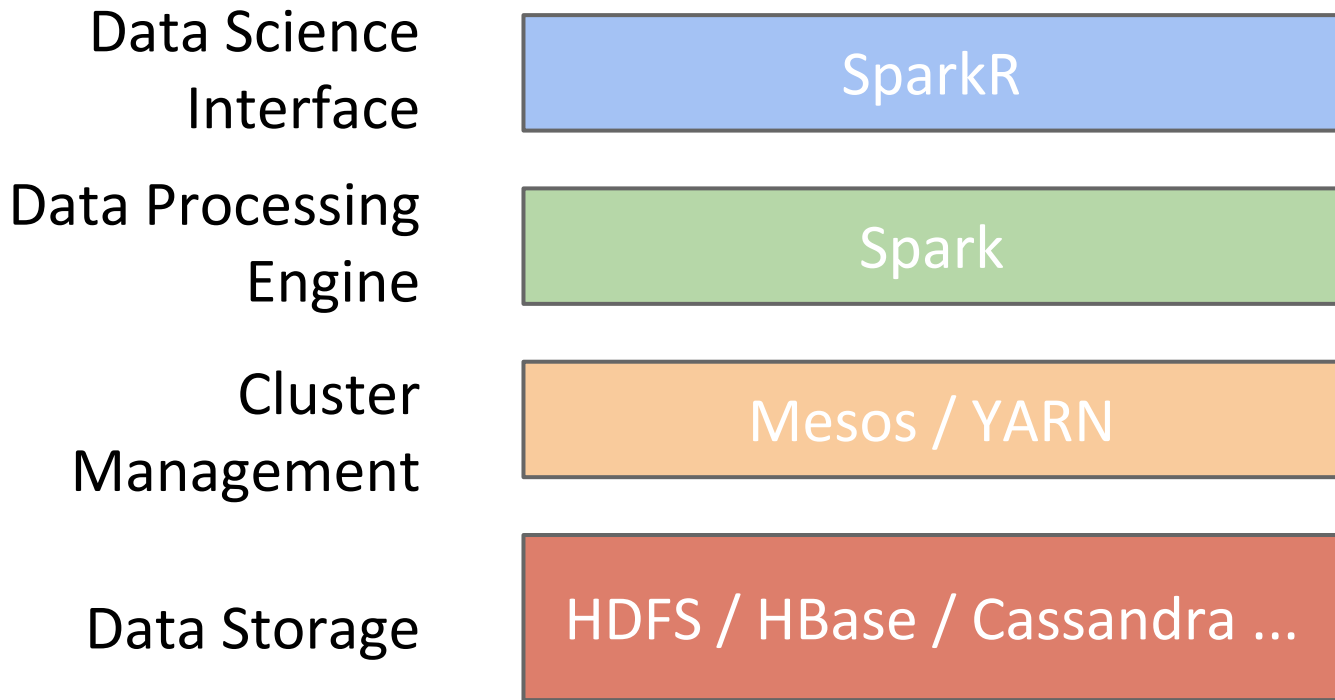 Data Science
Interface
SparkR
Data Processing
Engine
Spark
Cluster
Management
Mesos / YARN
Data Storage
HDFS / HBase / Cassandra ...